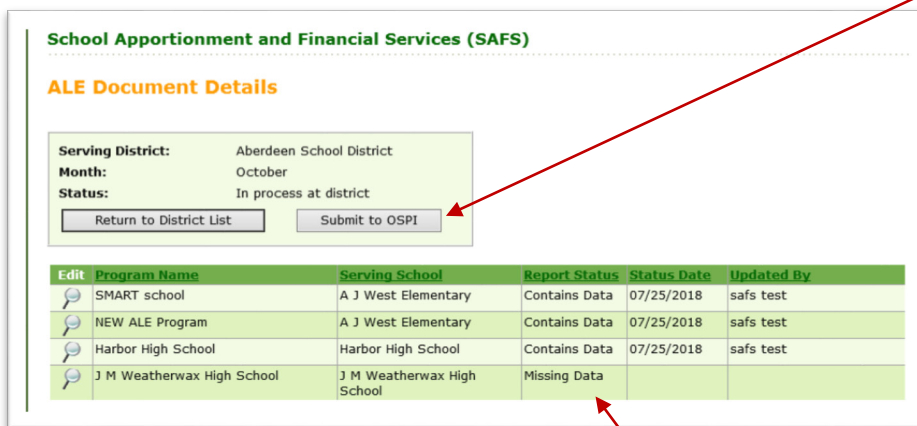 School Apportionment and Financial Services (SAFS)
ALE Document Details
Serving District: Aberdeen School District
Month: October
Status: In process at district
Return to District List Submit to OSPI
Edit Program Name Serving School Report Status Status Date Updated By
SMART school A J West Elementary Contains Data 07/25/2018 safs test
NEW ALE Program A J West Elementary Contains Data 07/25/2018 safs test
Harbor High School Harbor High School Contains Data 07/25/2018 safs test
J M Weatherwax High School J M Weatherwax High Missing Data
School